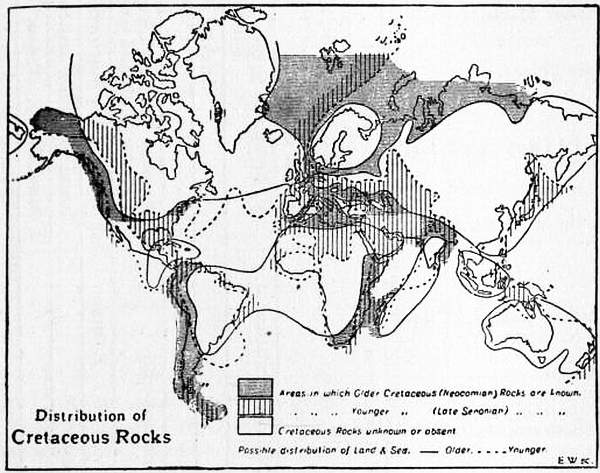 Distribution of
Cretaceous Rocks
Areas in which Older Cretaceous (Neocomian) Rocks are known.
„ „ „ Younger „ (Late Senonian) „ „ „
Cretaceous Rocks unknown or absent
Possible distribution of Land & Sea. — Older. ---- Younger.